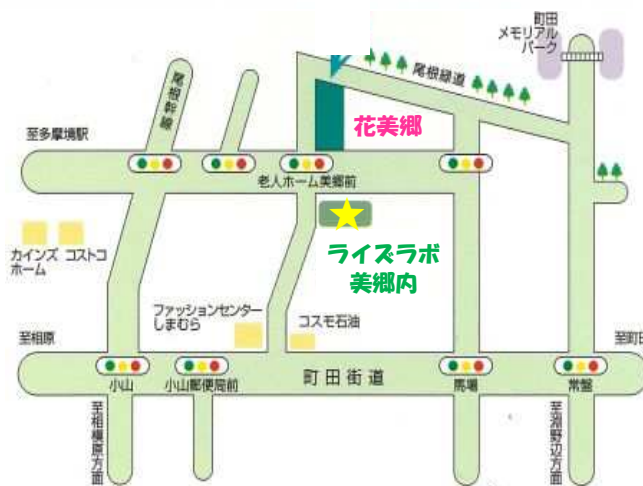 町田
メモリアル
パーク
尾根緑道
尾根幹線
花美郷
至多摩境駅
老人ホーム美郷前
カインズ
ホーム
コストコ
ライズラボ
美郷内
ファッションセンター
しまむら
コスモ石油
至相原
至町田
小山
小山郵便局前
町田街道
馬場
常盤
至相模原方面
至淵野辺方面